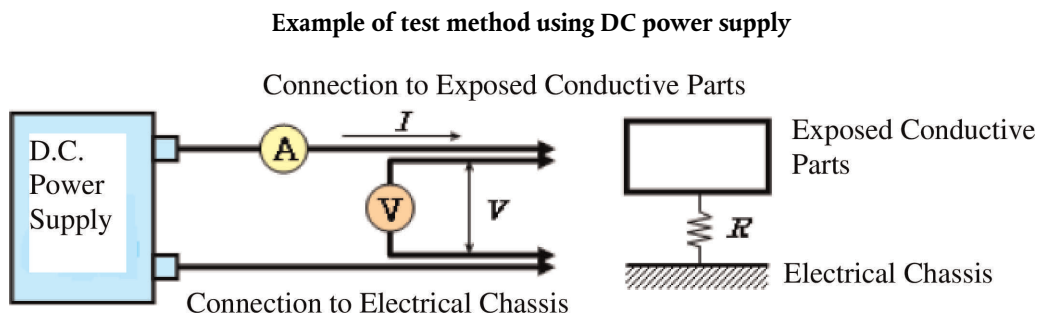 Example of test method using DC power supply
Connection to Exposed Conductive Parts
D.C.
Power
Supply
A
I
V
V
Connection to Electrical Chassis
Exposed Conductive
Parts
R
Electrical Chassis